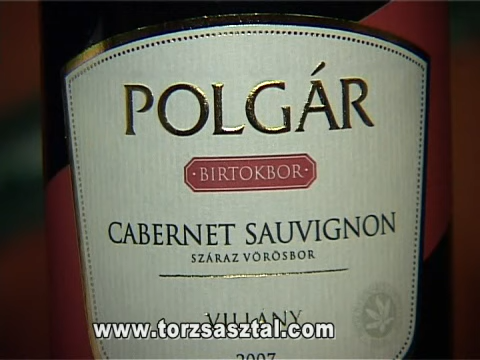 POLGÁR
·BIRTOKBOR·
CABERNET SAUVIGNON
SZÁRAZ VÖRÖSBOR
VILLÁNY
www.torzsasztal.com
2007